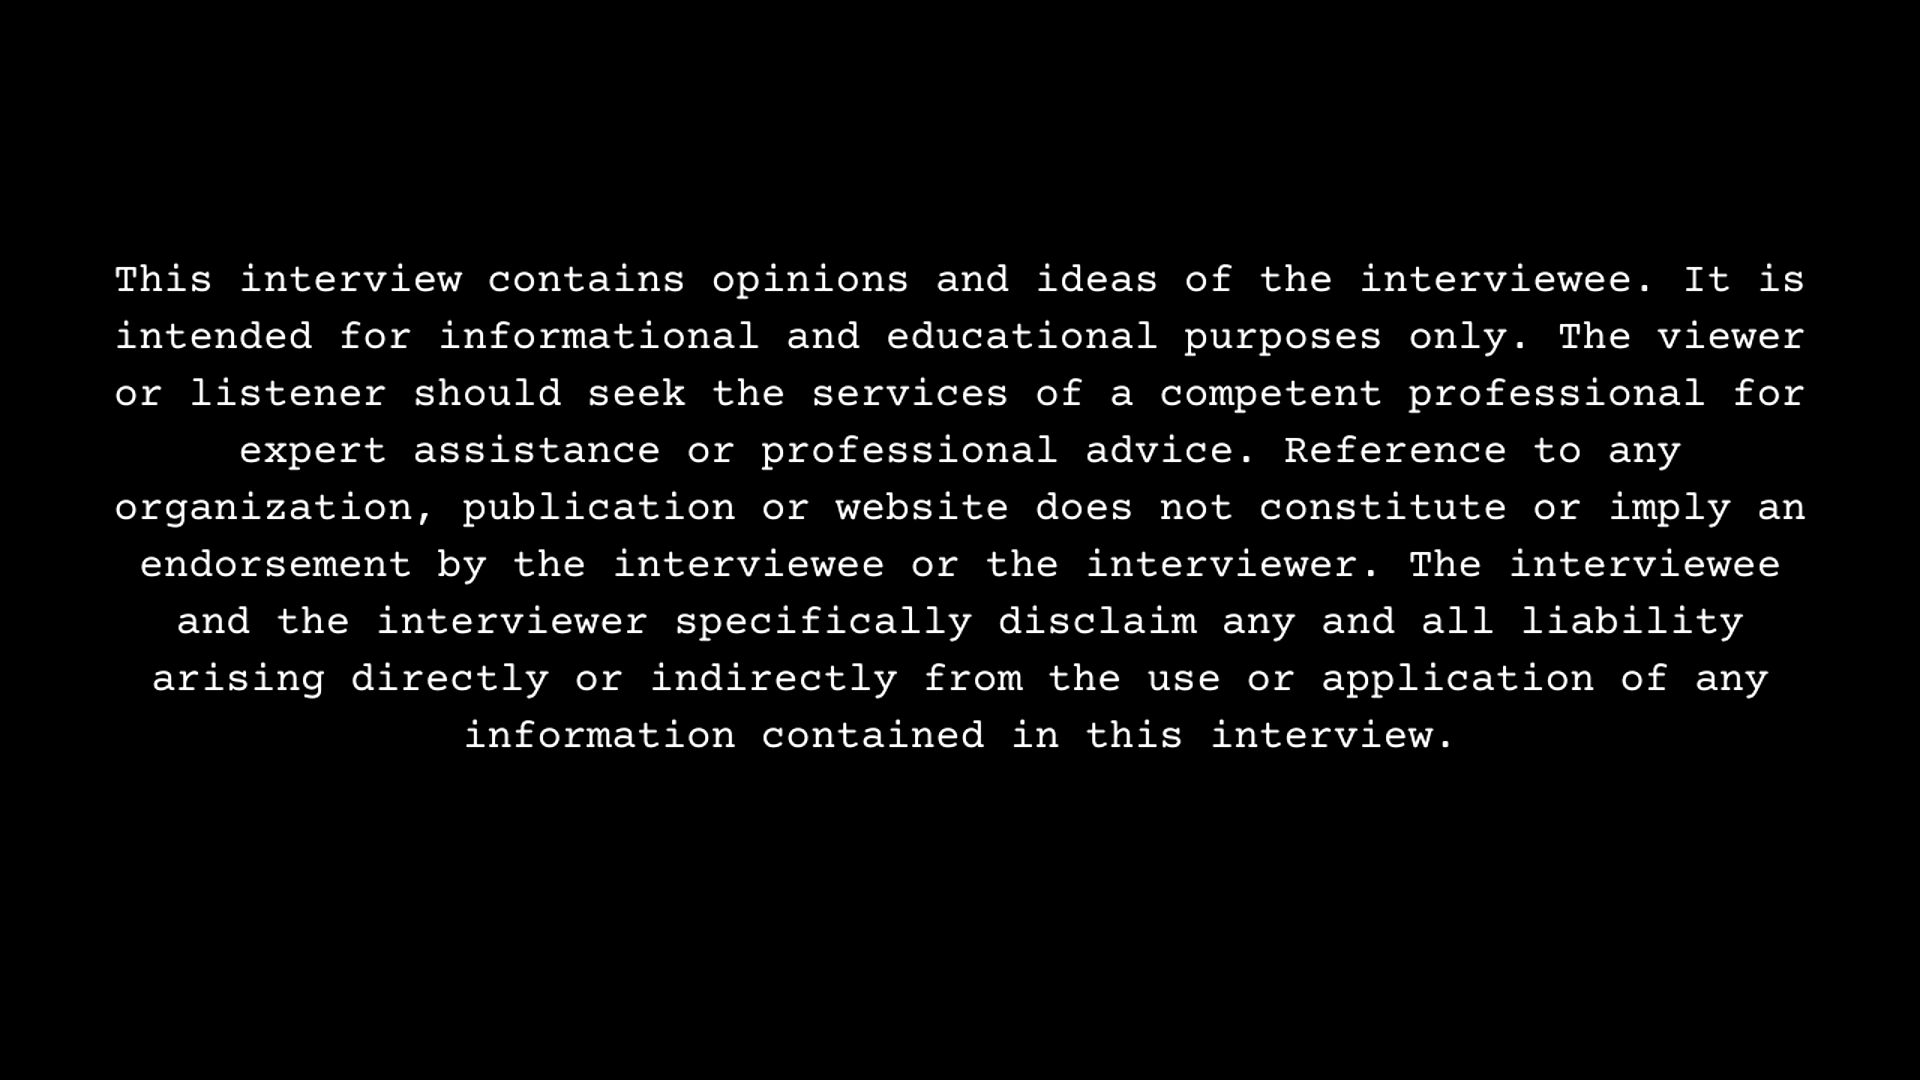 This interview contains opinions and ideas of the interviewee. It is
intended for informational and educational purposes only. The viewer
or listener should seek the services of a competent professional for
expert assistance or professional advice. Reference to any
organization, publication or website does not constitute or imply an
endorsement by the interviewee or the interviewer. The interviewee
and the interviewer specifically disclaim any and all liability
arising directly or indirectly from the use or application of any
information contained in this interview.